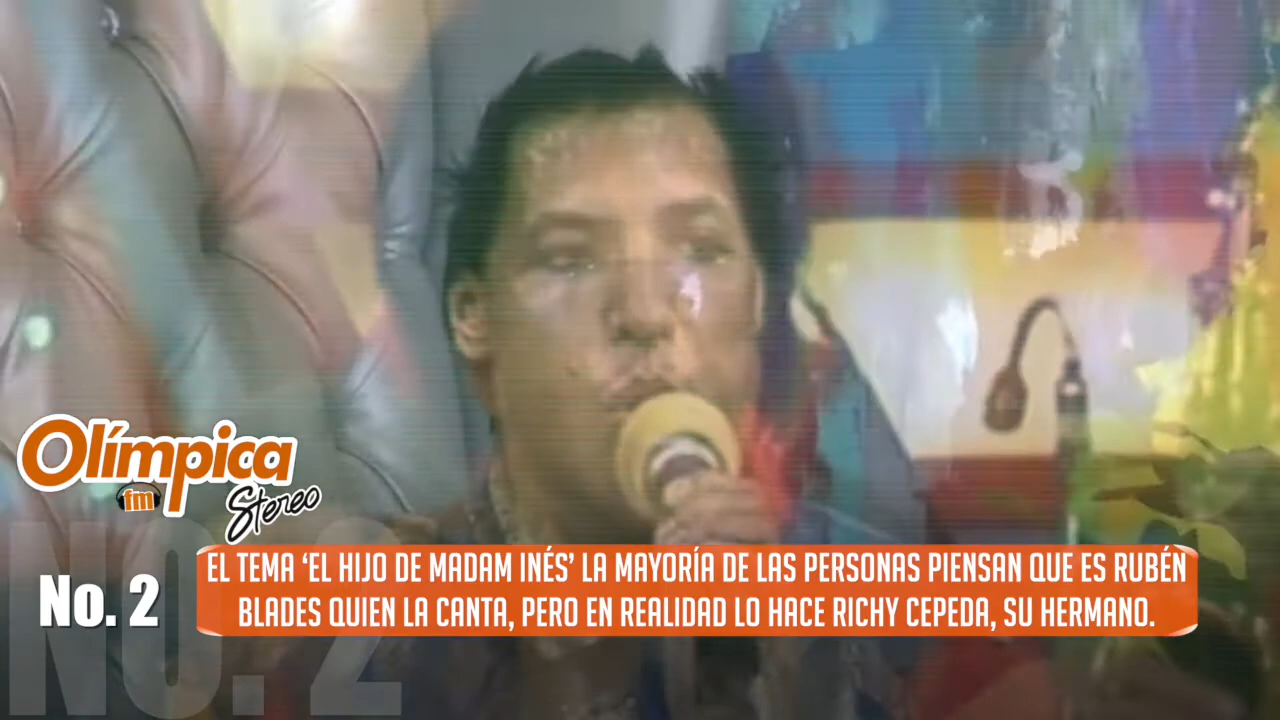 Olímpica
fm
Stereo
NO. 2
No. 2
EL TEMA ‘EL HIJO DE MADAM INÉS’ LA MAYORÍA DE LAS PERSONAS PIENSAN QUE ES RUBÉN
BLADES QUIEN LA CANTA, PERO EN REALIDAD LO HACE RICHY CEPEDA, SU HERMANO.